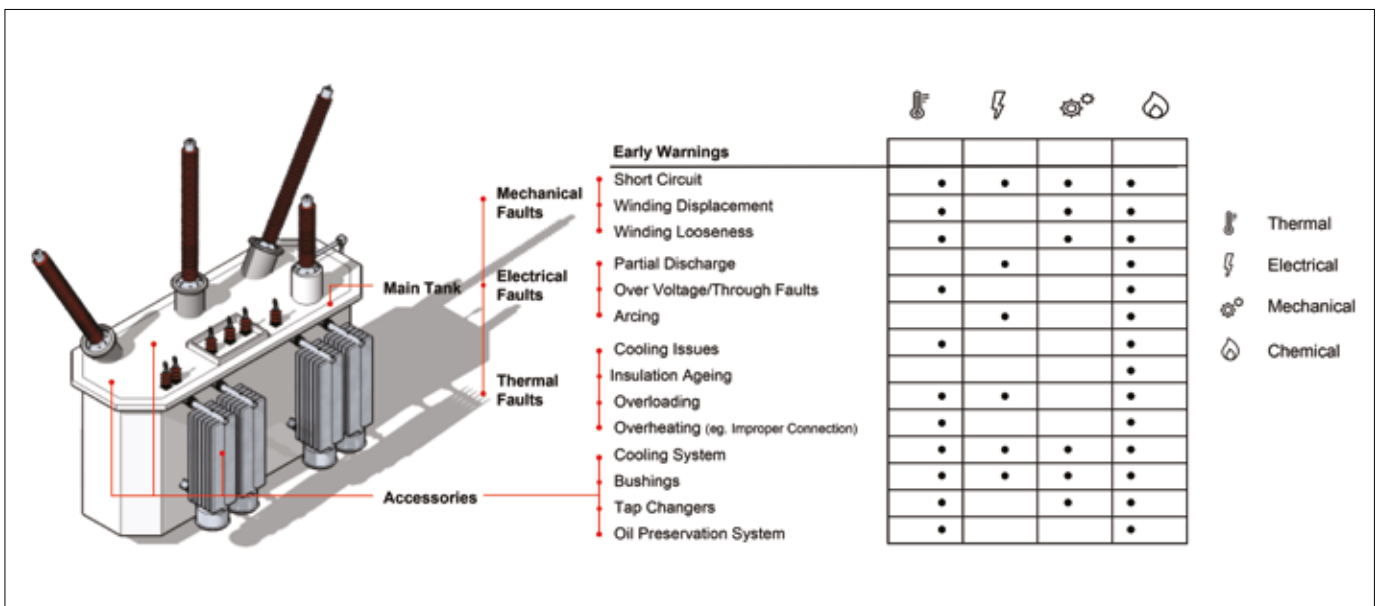 Early Warnings
Mechanical
Faults
Short Circuit
Winding Displacement
Winding Looseness
Main Tank
Electrical
Faults
Partial Discharge
Over Voltage/Through Faults
Arcing
Thermal
Faults
Cooling Issues
Insulation Ageing
Overloading
Overheating (eg. Improper Connection)
Accessories
Cooling System
Bushings
Tap Changers
Oil Preservation System
Thermal
Electrical
Mechanical
Chemical